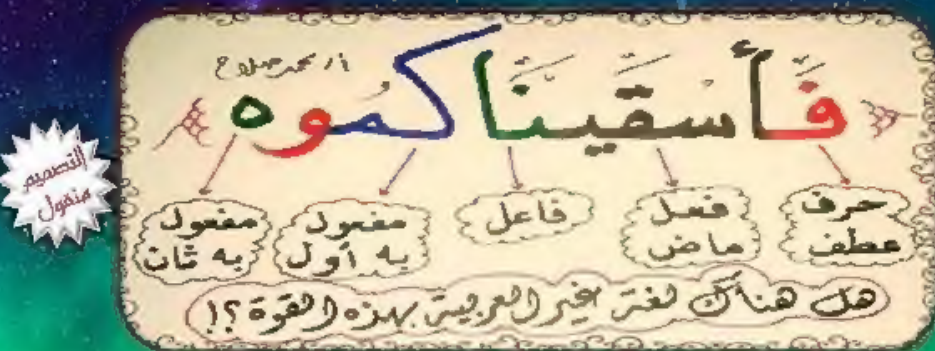 أ/ محمد صلاح
فَأَسْقَيْنَاكُمُوه
حرف عطف
فعل ماض
فاعل
مفعول به أول
مفعول به ثان
هل هناك لغة غير العربية بهذه القوة؟!
التصميم
منقول